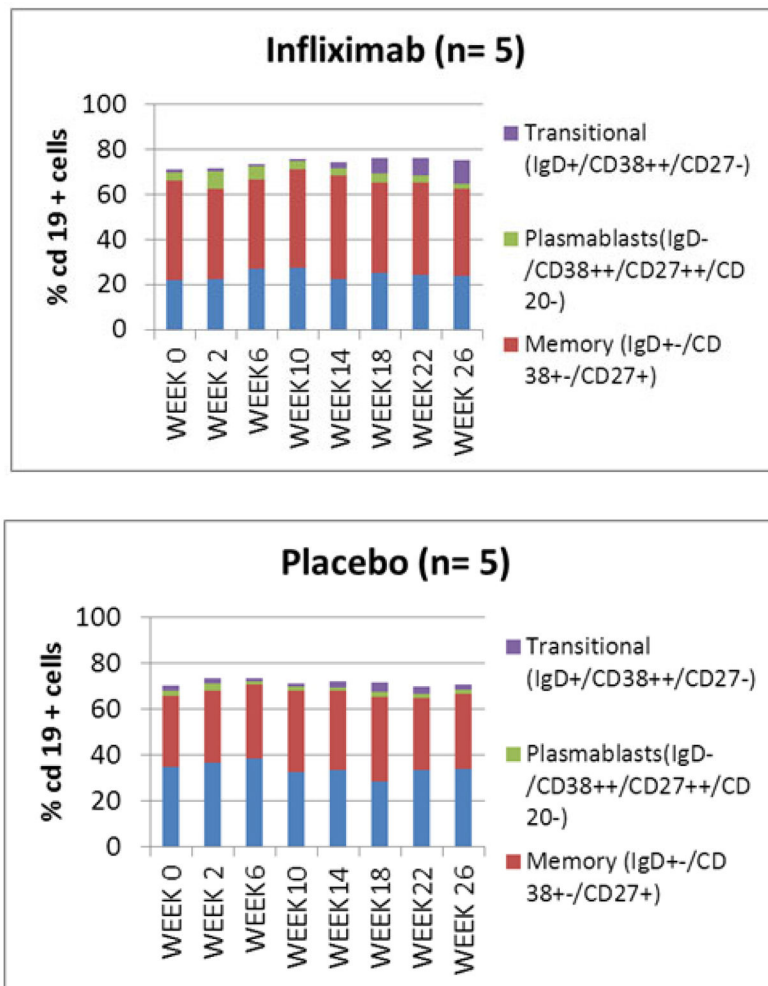 Infliximab (n= 5)
100
80
60
40
20
0
% cd 19 + cells
WEEK 0
WEEK 2
WEEK6
WEEK10
WEEK14
WEEK18
WEEK22
WEEK 26
Transitional
(IgD+/CD38++/CD27-)
Plasmablasts(IgD-
/CD38++/CD27++/CD
20-)
Memory (IgD+-/CD
38+-/CD27+)
Placebo (n= 5)
100
80
60
40
20
0
% cd 19 + cells
WEEK 0
WEEK 2
WEEK6
WEEK10
WEEK14
WEEK18
WEEK22
WEEK 26
Transitional
(IgD+/CD38++/CD27-)
Plasmablasts(IgD-
/CD38++/CD27++/CD
20-)
Memory (IgD+-/CD
38+-/CD27+)